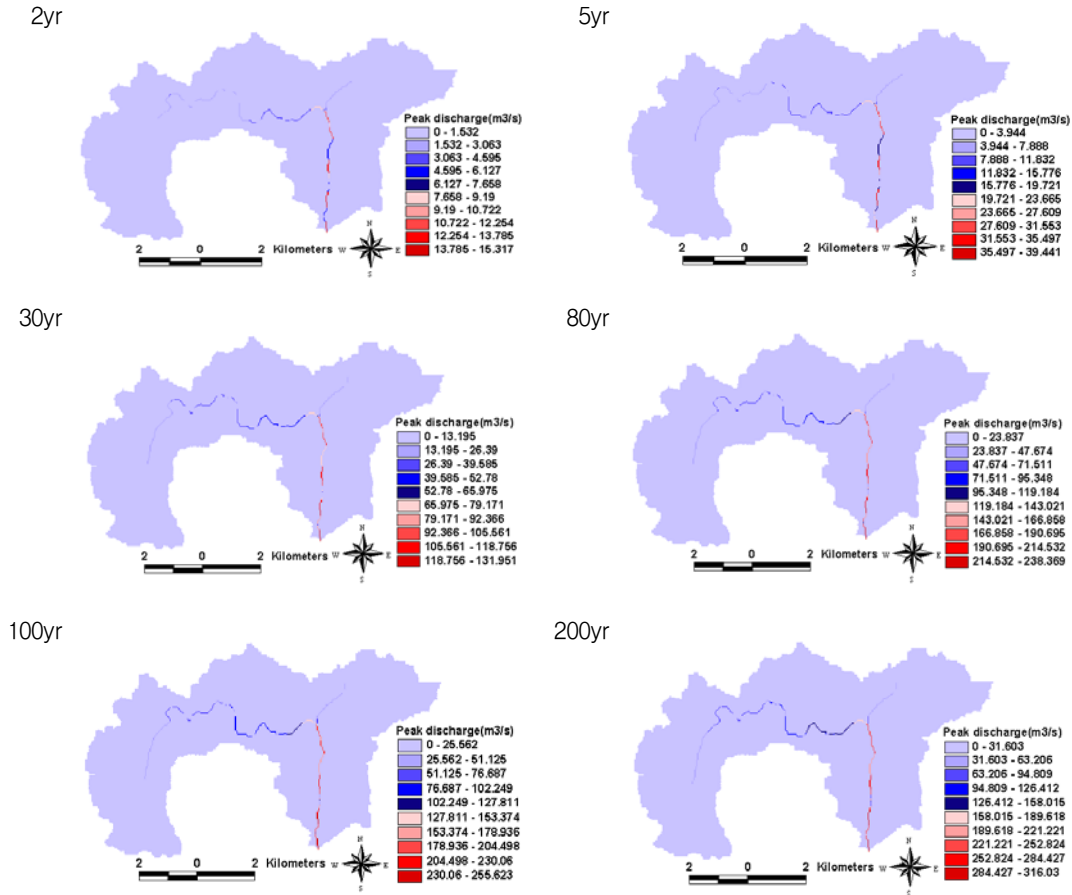 2yr
Peak discharge(m3/s)
0 - 1.532
1.532 - 3.063
3.063 - 4.595
4.595 - 6.127
6.127 - 7.658
7.658 - 9.19
9.19 - 10.722
10.722 - 12.254
12.254 - 13.785
13.785 - 15.317
2 0 2 Kilometers
N
W E
S
5yr
Peak discharge(m3/s)
0 - 3.944
3.944 - 7.888
7.888 - 11.832
11.832 - 15.776
15.776 - 19.721
19.721 - 23.665
23.665 - 27.609
27.609 - 31.553
31.553 - 35.497
35.497 - 39.441
2 0 2 Kilometers
N
W E
S
30yr
Peak discharge(m3/s)
0 - 13.195
13.195 - 26.39
26.39 - 39.585
39.585 - 52.78
52.78 - 65.975
65.975 - 79.171
79.171 - 92.366
92.366 - 105.561
105.561 - 118.756
118.756 - 131.951
2 0 2 Kilometers
N
W E
S
80yr
Peak discharge(m3/s)
0 - 23.837
23.837 - 47.674
47.674 - 71.511
71.511 - 95.348
95.348 - 119.184
119.184 - 143.021
143.021 - 166.858
166.858 - 190.695
190.695 - 214.532
214.532 - 238.369
2 0 2 Kilometers
N
W E
S
100yr
Peak discharge(m3/s)
0 - 25.562
25.562 - 51.125
51.125 - 76.687
76.687 - 102.249
102.249 - 127.811
127.811 - 153.374
153.374 - 178.936
178.936 - 204.498
204.498 - 230.06
230.06 - 255.623
2 0 2 Kilometers
N
W E
S
200yr
Peak discharge(m3/s)
0 - 31.603
31.603 - 63.206
63.206 - 94.809
94.809 - 126.412
126.412 - 158.015
158.015 - 189.618
189.618 - 221.221
221.221 - 252.824
252.824 - 284.427
284.427 - 316.03
2 0 2 Kilometers
N
W E
S